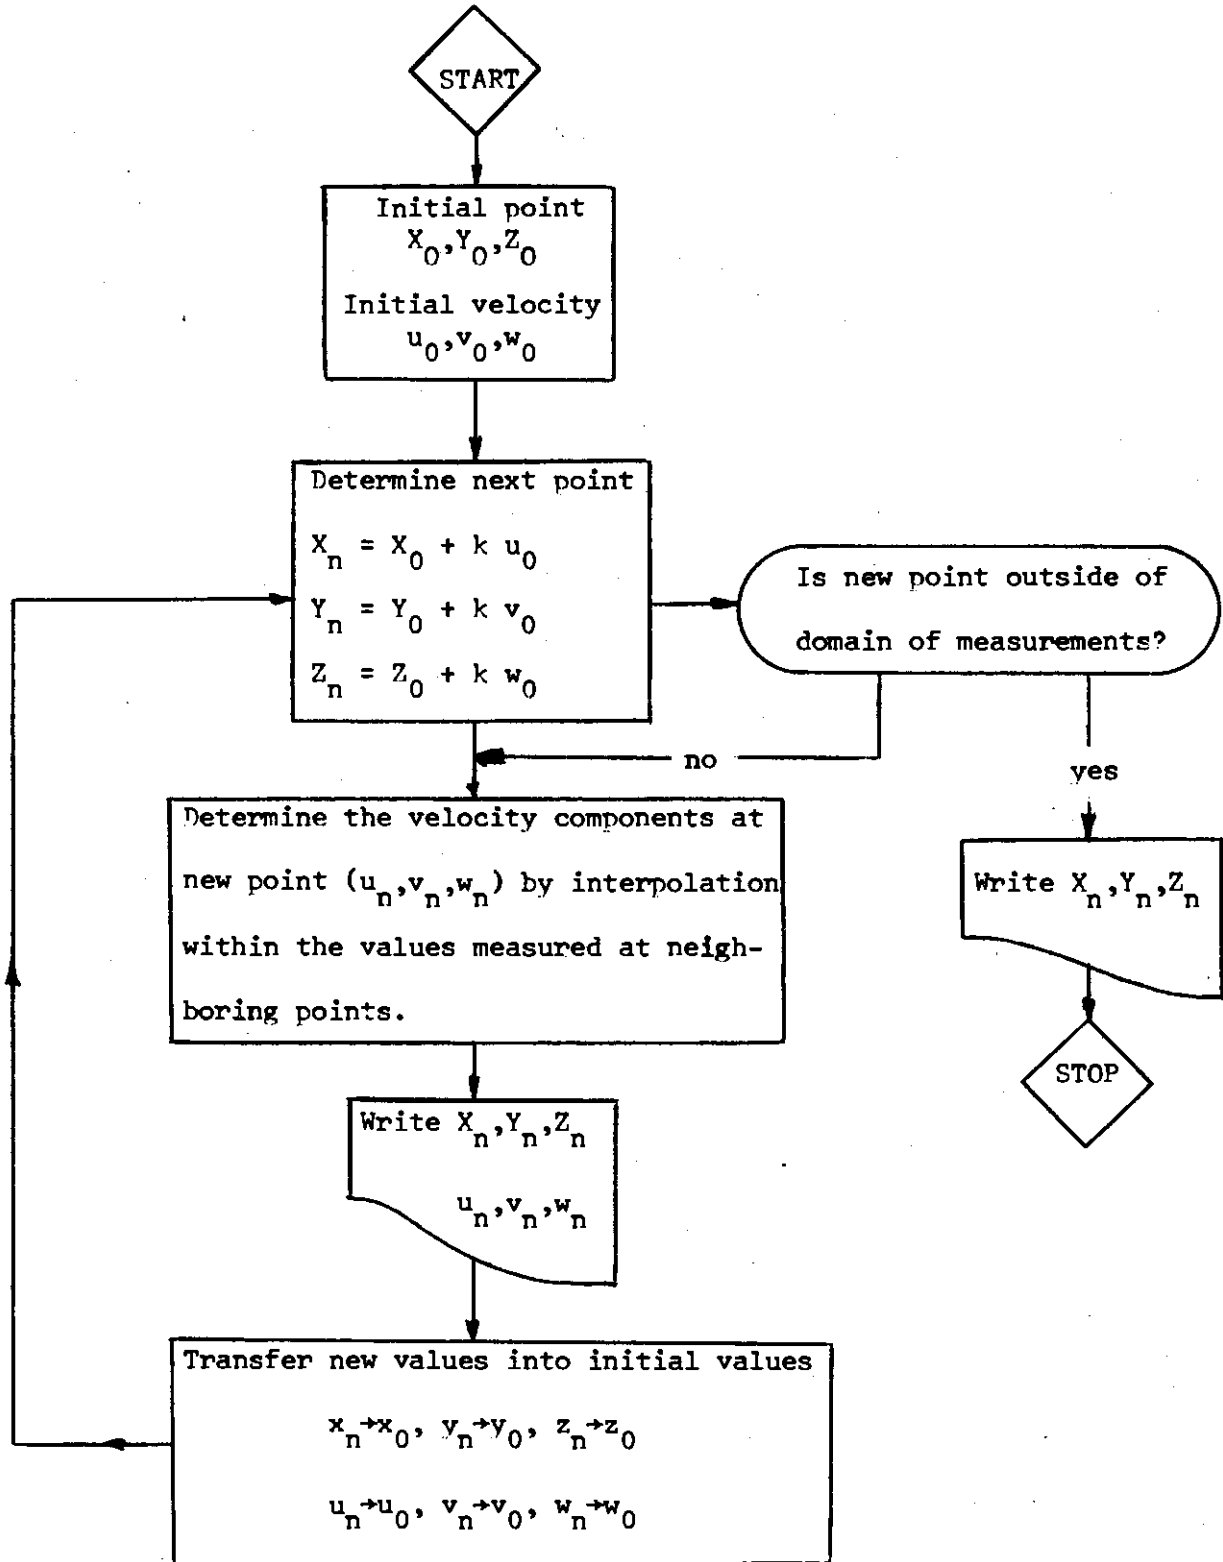 START
Initial point
X₀,Y₀,Z₀
Initial velocity
u₀,v₀,w₀
Determine next point
Xₙ = X₀ + k u₀
Yₙ = Y₀ + k v₀
Zₙ = Z₀ + k w₀
Is new point outside of
domain of measurements?
no
yes
Determine the velocity components at
new point (uₙ,vₙ,wₙ) by interpolation
within the values measured at neigh-
boring points.
Write Xₙ,Yₙ,Zₙ
STOP
Write Xₙ,Yₙ,Zₙ
uₙ,vₙ,wₙ
Transfer new values into initial values
xₙ→x₀, yₙ→y₀, zₙ→z₀
uₙ→u₀, vₙ→v₀, wₙ→w₀